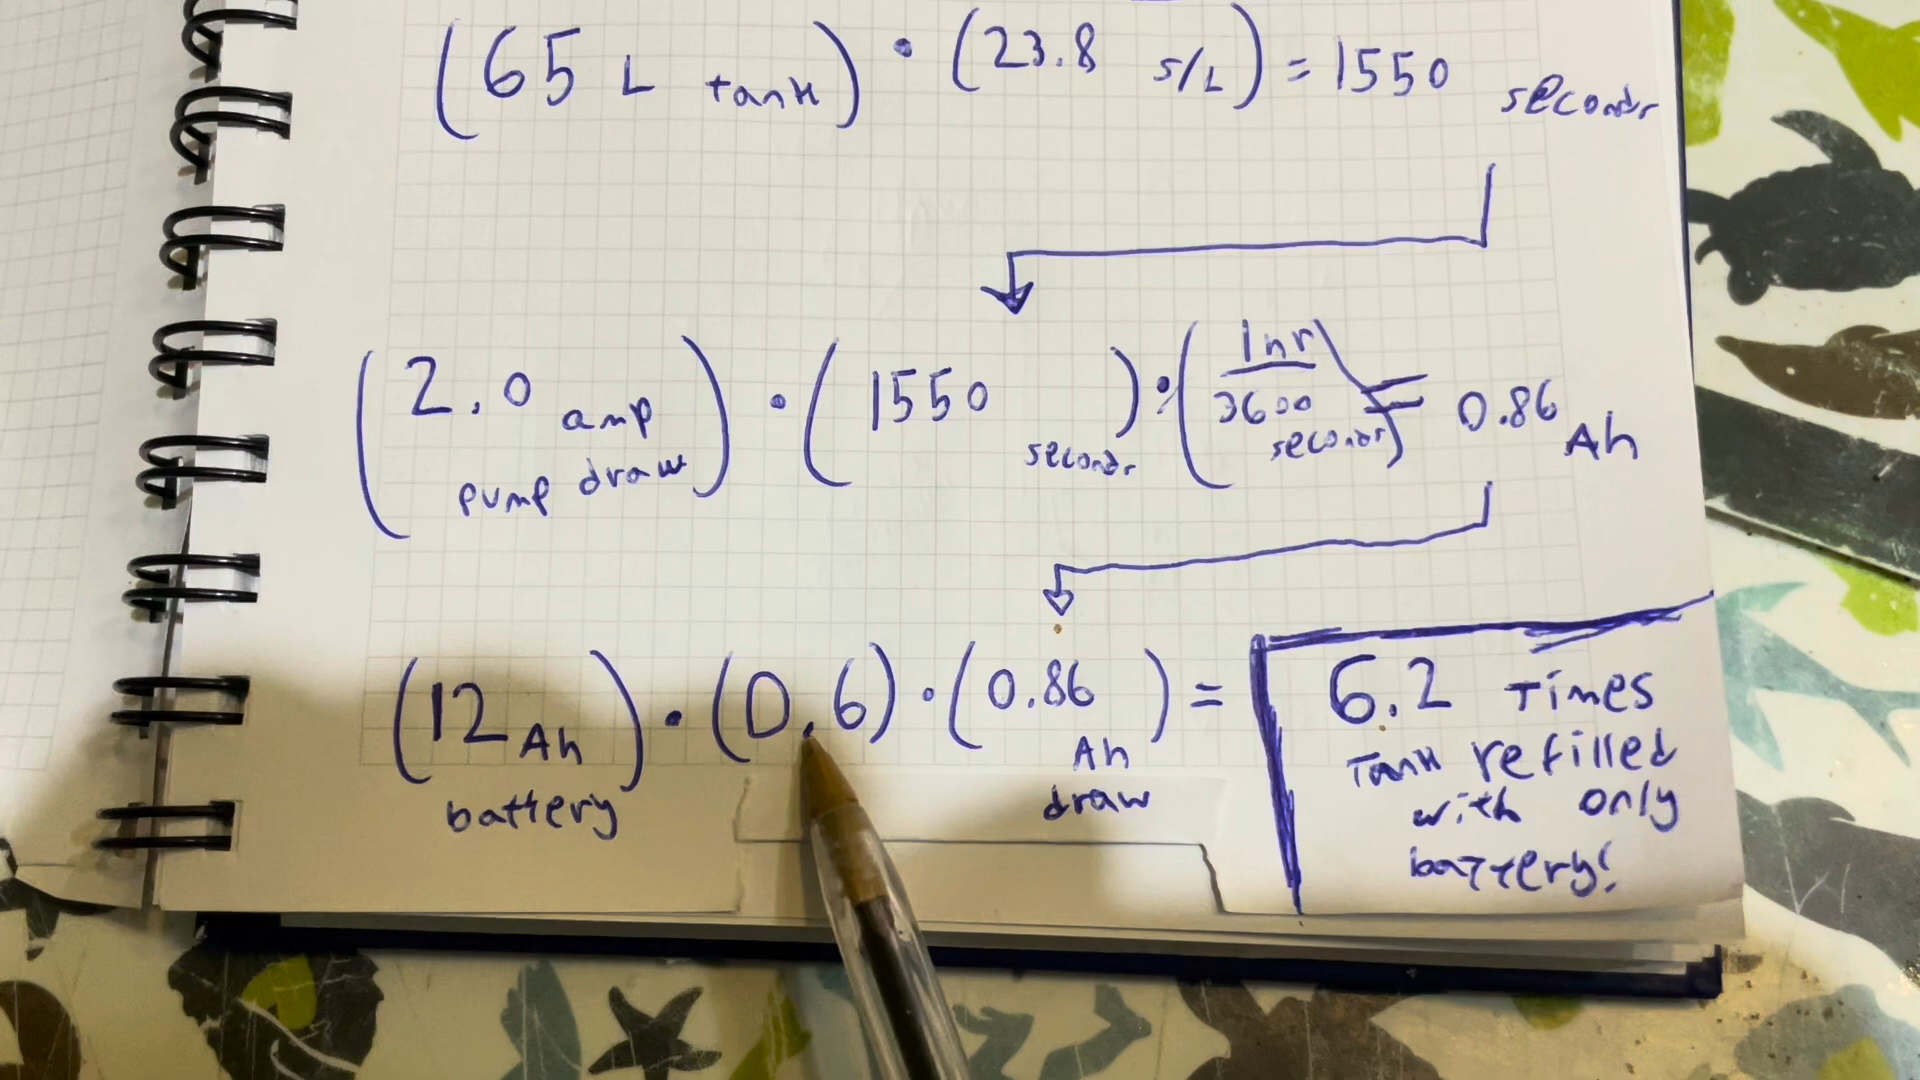 (65 L tank) • (23.8 s/L) = 1550 seconds
(2.0 amp pump draw) • (1550 seconds) • (1hr / 3600 seconds) = 0.86 Ah
(12 Ah battery) • (0.6) • (0.86 Ah draw) = 6.2 Times
Tank refilled
with only
battery!